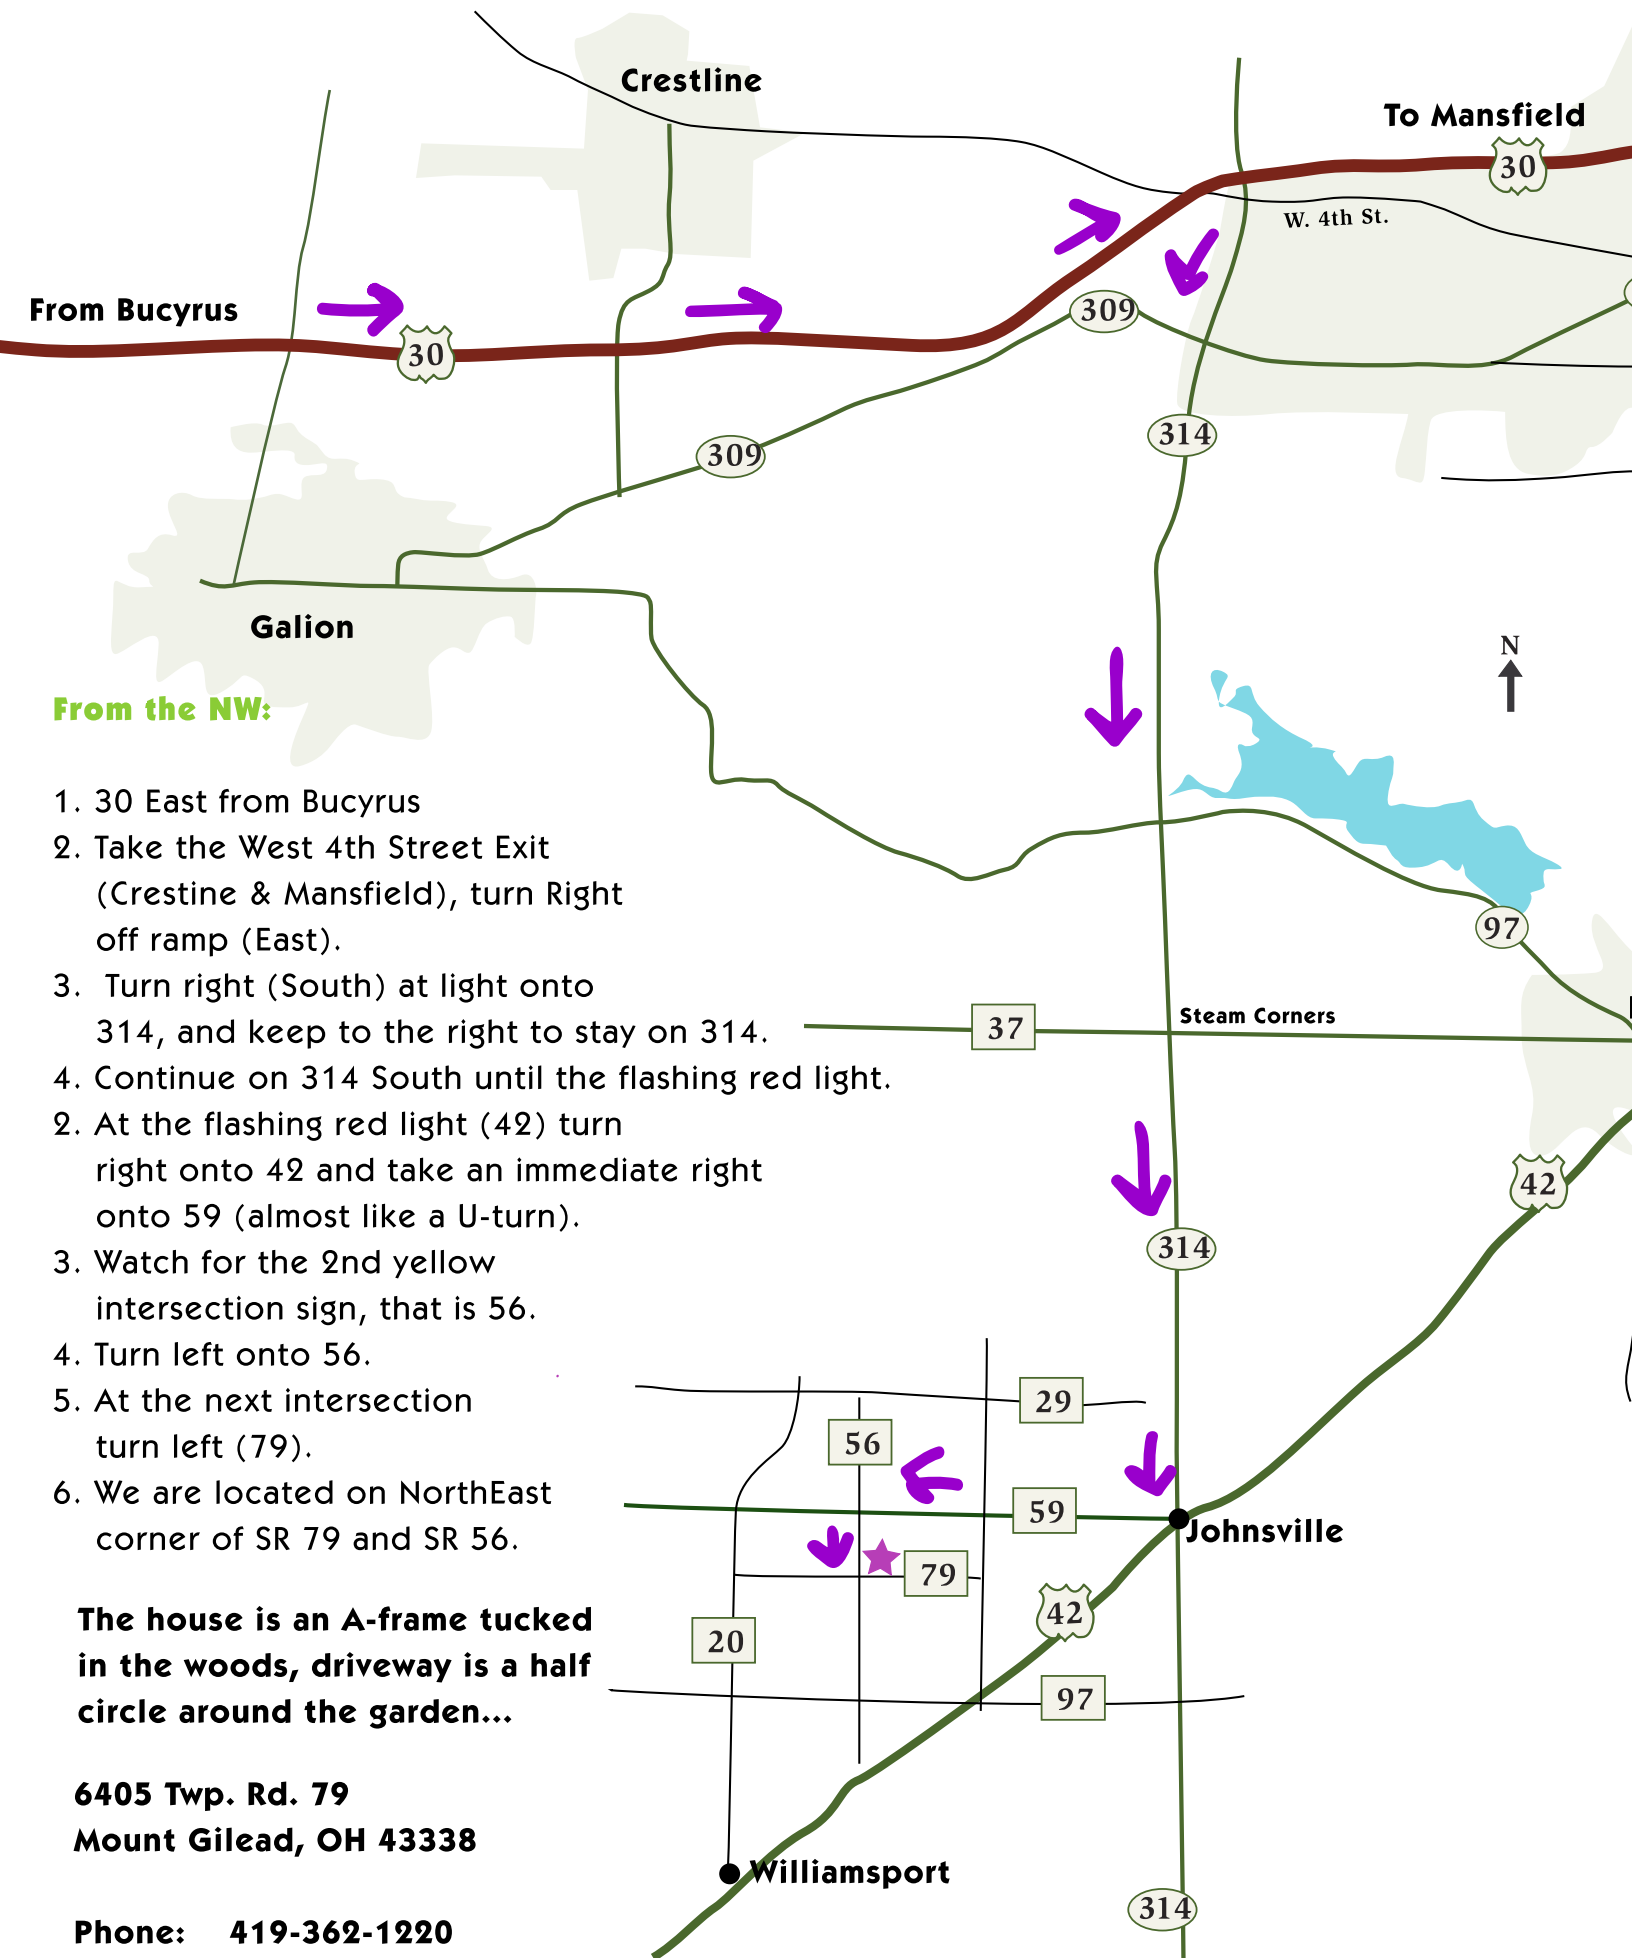 Crestline
To Mansfield
30
W. 4th St.
From Bucyrus
30
309
309
314
Galion
N
From the NW:
1. 30 East from Bucyrus
2. Take the West 4th Street Exit
(Crestine & Mansfield), turn Right
off ramp (East).
3. Turn right (South) at light onto
314, and keep to the right to stay on 314.
4. Continue on 314 South until the flashing red light.
2. At the flashing red light (42) turn
right onto 42 and take an immediate right
onto 59 (almost like a U-turn).
3. Watch for the 2nd yellow
intersection sign, that is 56.
4. Turn left onto 56.
5. At the next intersection
turn left (79).
6. We are located on NorthEast
corner of SR 79 and SR 56.
The house is an A-frame tucked
in the woods, driveway is a half
circle around the garden...
6405 Twp. Rd. 79
Mount Gilead, OH 43338
Phone: 419-362-1220
97
37
Steam Corners
42
314
29
56
59
Johnsville
79
42
20
97
Williamsport
314